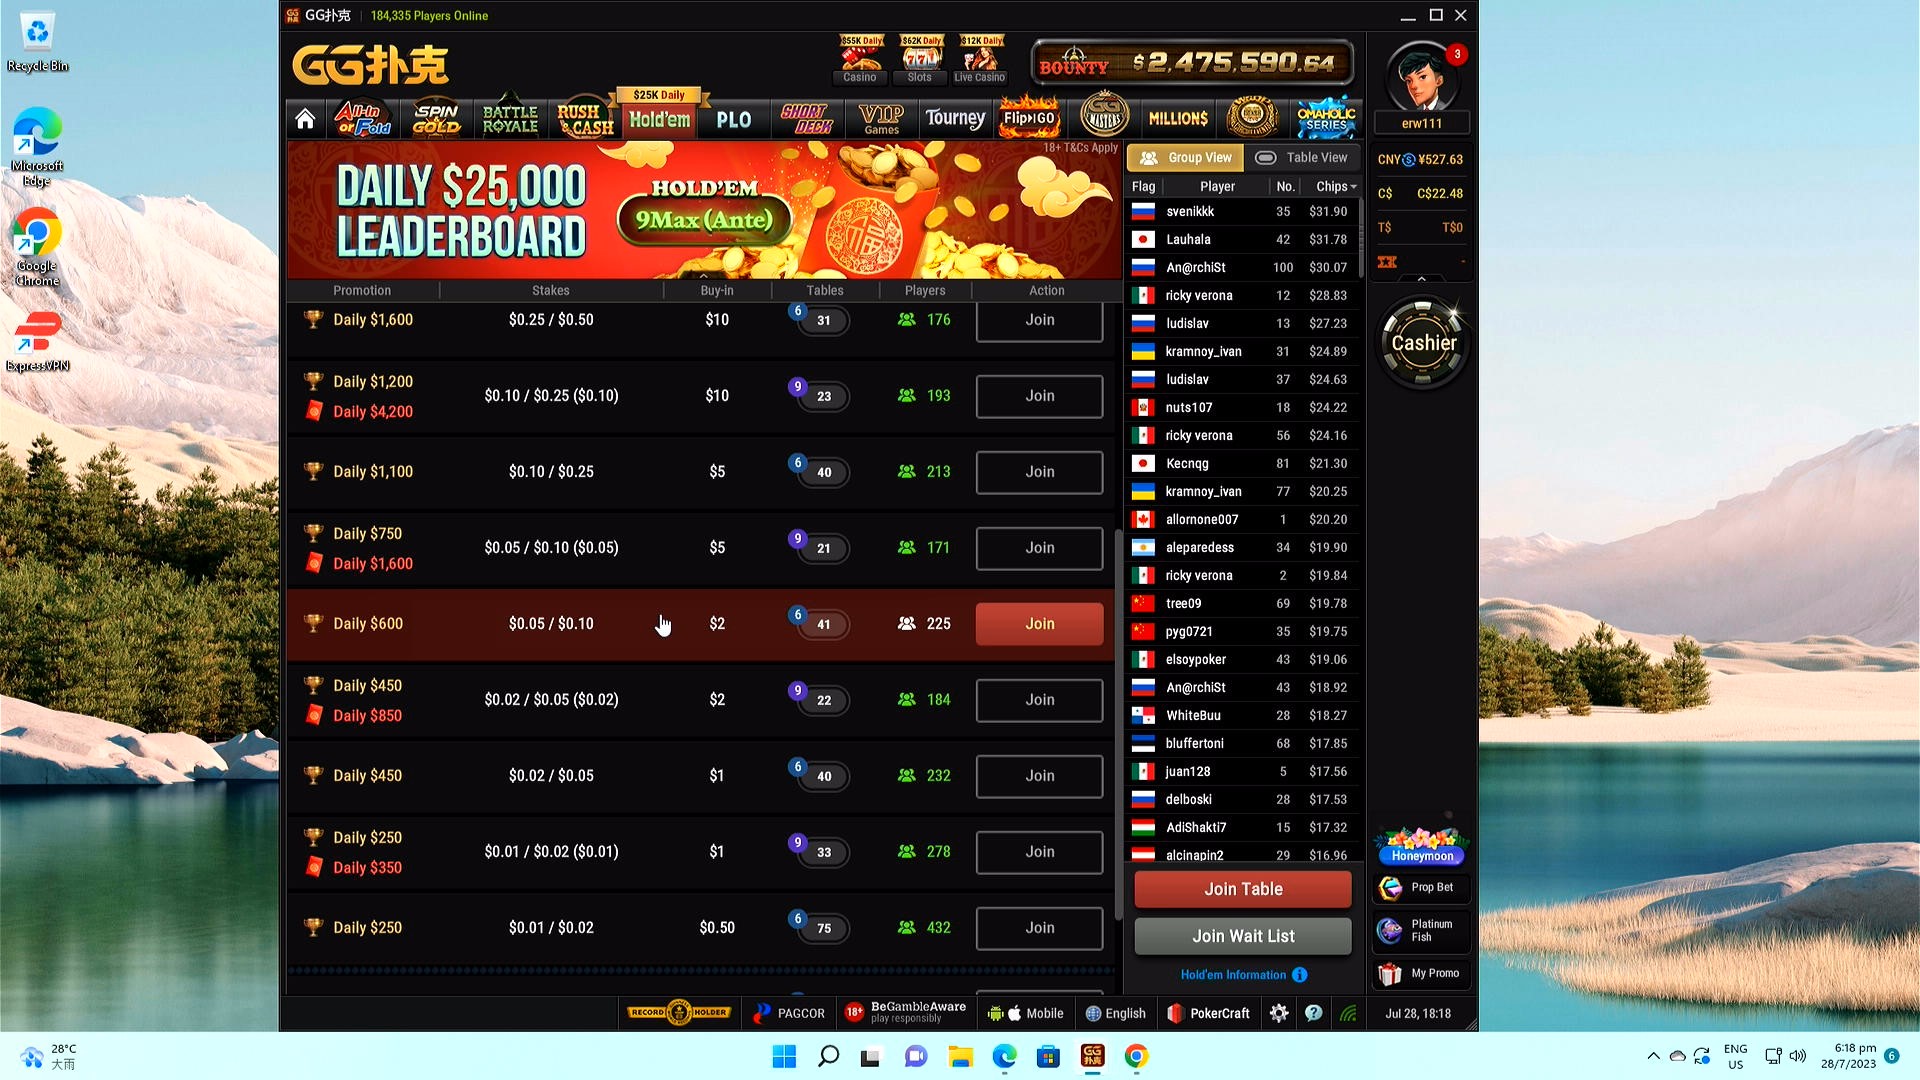 Recycle Bin
Microsoft Edge
Google Chrome
ExpressVPN
GG扑克 184,335 Players Online
GG扑克
$55K Daily
Casino
$62K Daily
Slots
$12K Daily
Live Casino
BOUNTY $2,475,590.64
3
erw111
All-in or Fold
SPIN & GOLD
BATTLE ROYALE
RUSH & CASH
$25K Daily
Hold'em
PLO
SHORT DECK
VIP Games
Tourney
Flip GO
GG MASTERS
MILLION$
OMAHOLIC SERIES
CNY ¥527.63
C$ C$22.48
T$ T$0
-
Cashier
18+ T&Cs Apply
DAILY $25,000
LEADERBOARD
HOLD'EM
9Max (Ante)
Promotion Stakes Buy-in Tables Players Action
Daily $1,600 $0.25 / $0.50 $10 6 31 176 Join
Daily $1,200
Daily $4,200
$0.10 / $0.25 ($0.10) $10 9 23 193 Join
Daily $1,100 $0.10 / $0.25 $5 6 40 213 Join
Daily $750
Daily $1,600
$0.05 / $0.10 ($0.05) $5 9 21 171 Join
Daily $600 $0.05 / $0.10 $2 6 41 225 Join
Daily $450
Daily $850
$0.02 / $0.05 ($0.02) $2 9 22 184 Join
Daily $450 $0.02 / $0.05 $1 6 40 232 Join
Daily $250
Daily $350
$0.01 / $0.02 ($0.01) $1 9 33 278 Join
Daily $250 $0.01 / $0.02 $0.50 6 75 432 Join
Group View Table View
Flag Player No. Chips
svenikkk 35 $31.90
Lauhala 42 $31.78
An@rchiSt 100 $30.07
ricky verona 12 $28.83
ludislav 13 $27.23
kramnoy_ivan 31 $24.89
ludislav 37 $24.63
nuts107 18 $24.22
ricky verona 56 $24.16
Kecnqg 81 $21.30
kramnoy_ivan 77 $20.25
allornone007 1 $20.20
aleparedess 34 $19.90
ricky verona 2 $19.84
tree09 69 $19.78
pyg0721 35 $19.75
elsoypoker 43 $19.06
An@rchiSt 43 $18.92
WhiteBuu 28 $18.27
bluffertoni 68 $17.85
juan128 5 $17.56
delboski 28 $17.53
AdiShakti7 15 $17.32
alcinapin2 29 $16.96
Join Table
Join Wait List
Hold'em Information i
Honeymoon
Prop Bet
Platinum Fish
My Promo
RECORD HOLDER
PAGCOR
18+ BeGambleAware
play responsibly
Mobile
English
PokerCraft
?
Jul 28, 18:18
28°C
大雨
GG扑克
ENG
US
6:18 pm
28/7/2023
6